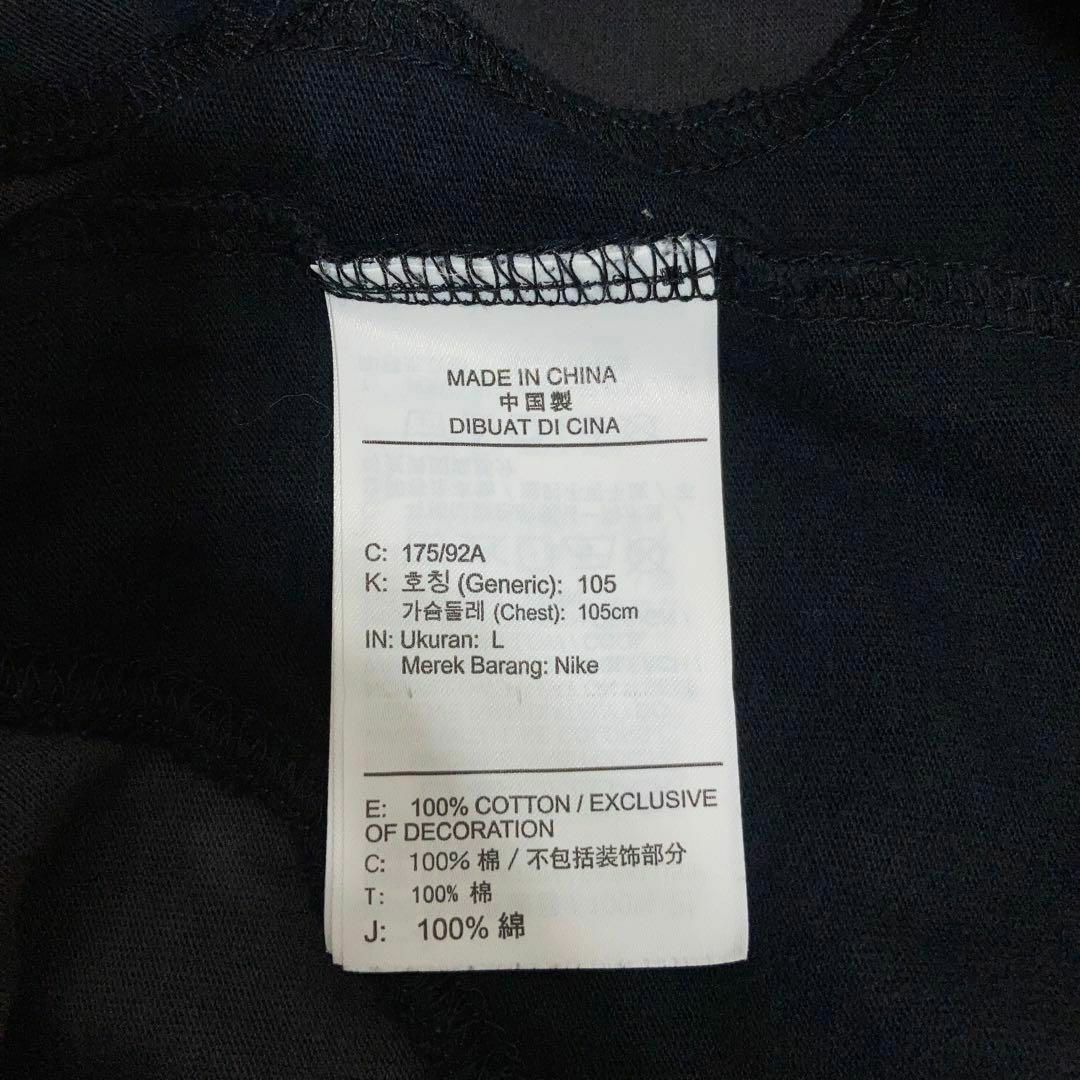 MADE IN CHINA
中国製
DIBUAT DI CINA
C: 175/92A
K: 호칭 (Generic): 105
가슴둘레 (Chest): 105cm
IN: Ukuran: L
Merek Barang: Nike
E: 100% COTTON / EXCLUSIVE
OF DECORATION
C: 100% 棉 / 不包括装饰部分
T: 100% 棉
J: 100% 綿